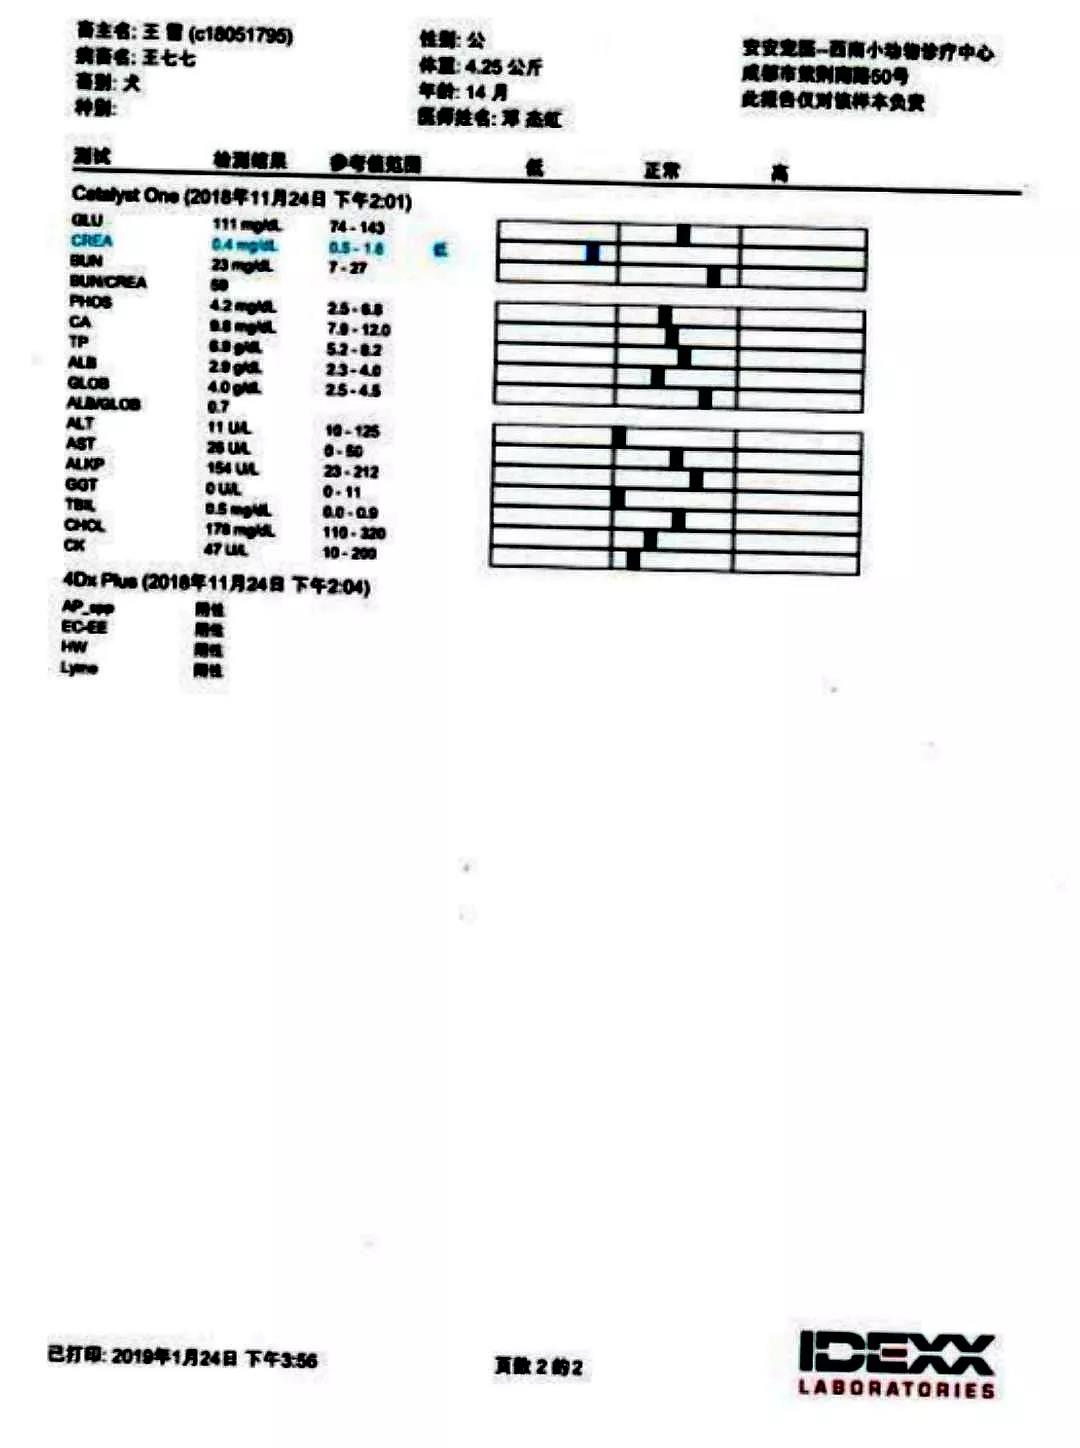 畜主名: 王 蕾 (c18051795)
病畜名: 王七七
畜别: 犬
种别:
性别: 公
体重: 4.25 公斤
年龄: 14 月
医师姓名: 邓
安安宠医--西南小动物诊疗中心
成都市紫荆南路50号
此报告仅对该样本负责
测试 检测结果 参考值范围 低 正常 高
Catalyst One (2018年11月24日 下午2:01)
GLU 111 mg/dL 74 - 143
CREA 0.4 mg/dL 0.5 - 1.8 低
BUN 23 mg/dL 7 - 27
BUN/CREA 59
PHOS 4.2 mg/dL 2.5 - 6.8
CA 9.8 mg/dL 7.9 - 12.0
TP 6.9 g/dL 5.2 - 8.2
ALB 2.9 g/dL 2.3 - 4.0
GLOB 4.0 g/dL 2.5 - 4.5
ALB/GLOB 0.7
ALT 11 U/L 10 - 125
AST 26 U/L 0 - 50
ALKP 154 U/L 23 - 212
GGT 0 U/L 0 - 11
TBIL 0.5 mg/dL 0.0 - 0.9
CHOL 178 mg/dL 110 - 320
CK 47 U/L 10 - 200
4Dx Plus (2018年11月24日 下午2:04)
AP_spp 阴性
EC-EE 阴性
HW 阴性
Lyme 阴性
已打印: 2019年1月24日 下午3:56
页数 2 的2
IDEXX
LABORATORIES